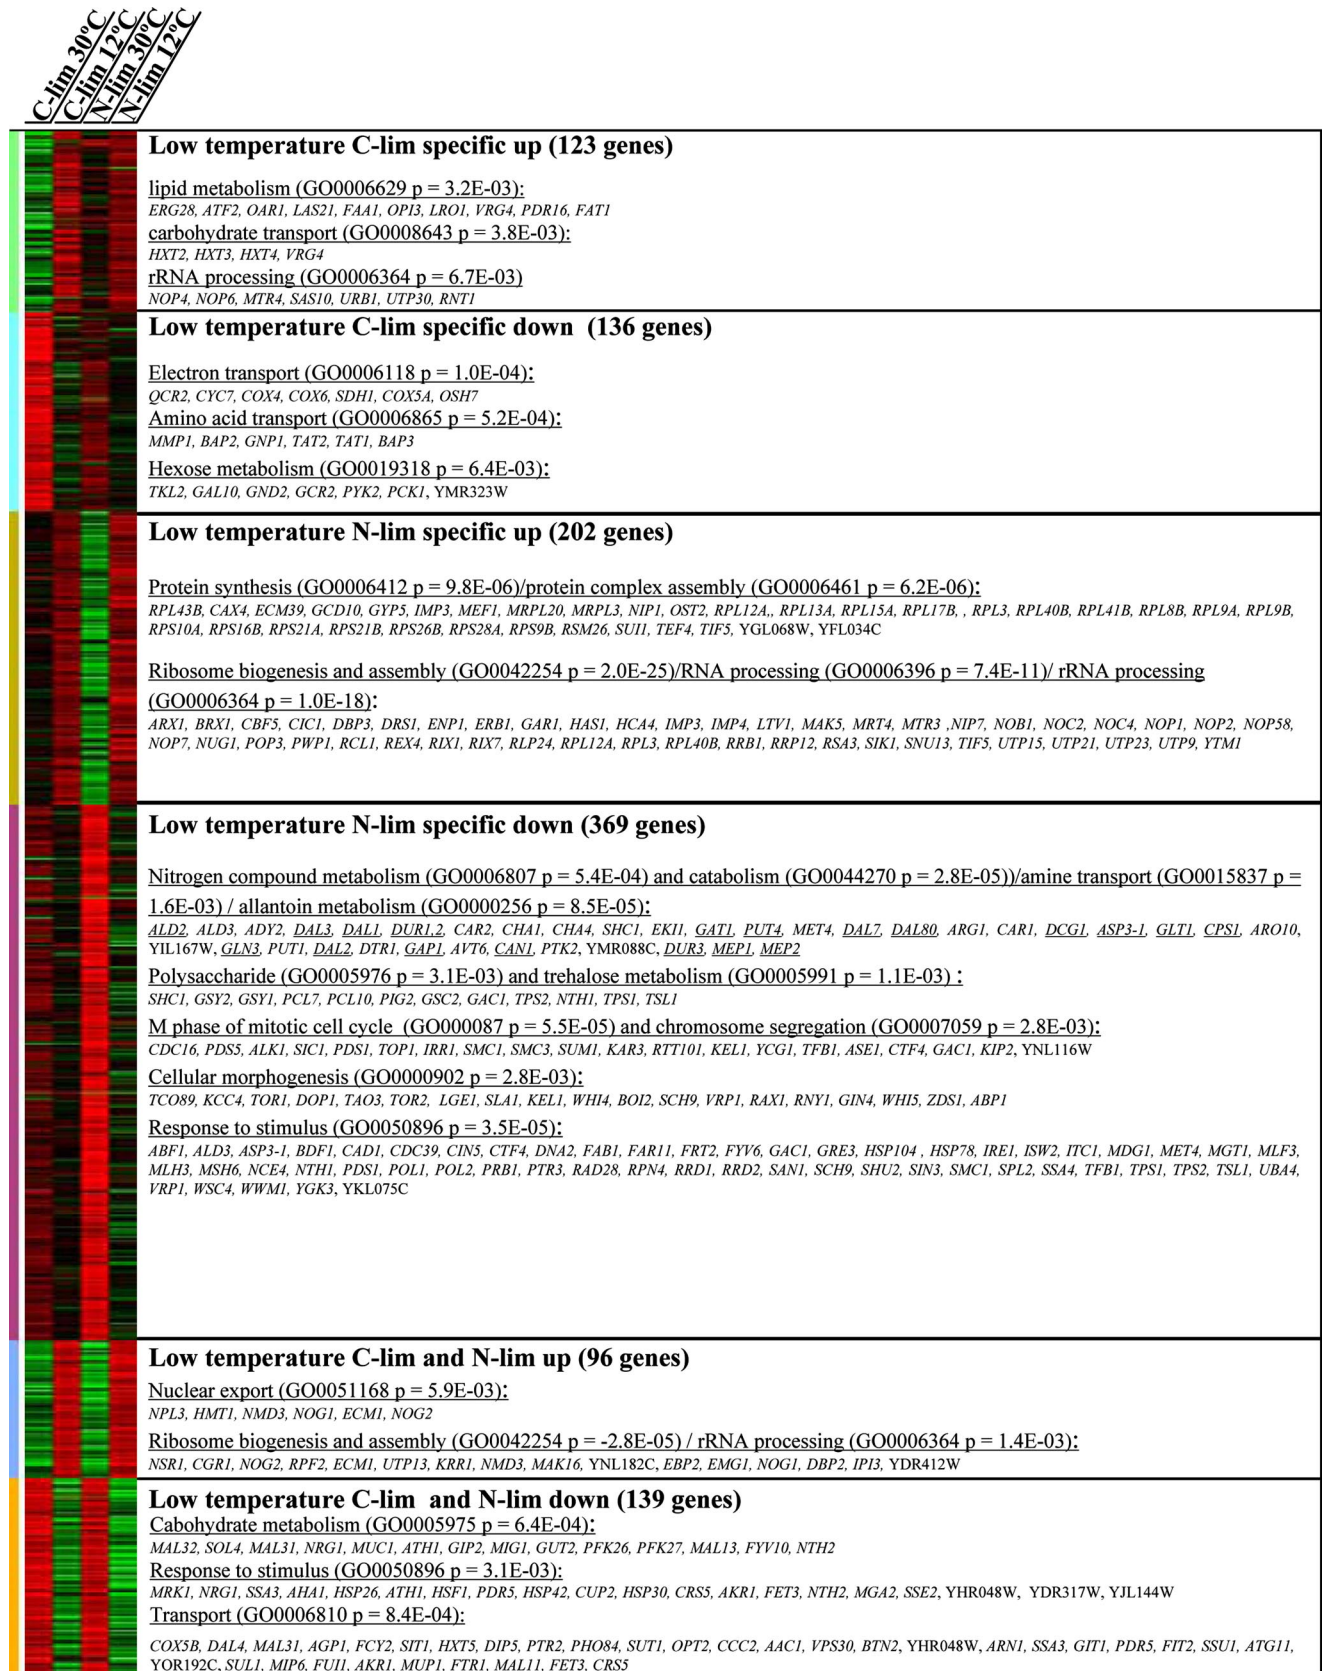 C-lim 30ºC
C-lim 12ºC
N-lim 30ºC
N-lim 12ºC
Low temperature C-lim specific up (123 genes)
lipid metabolism (GO0006629 p = 3.2E-03):
ERG28, ATF2, OAR1, LAS21, FAA1, OPI3, LRO1, VRG4, PDR16, FAT1
carbohydrate transport (GO0008643 p = 3.8E-03):
HXT2, HXT3, HXT4, VRG4
rRNA processing (GO0006364 p = 6.7E-03)
NOP4, NOP6, MTR4, SAS10, URB1, UTP30, RNT1
Low temperature C-lim specific down (136 genes)
Electron transport (GO0006118 p = 1.0E-04):
QCR2, CYC7, COX4, COX6, SDH1, COX5A, OSH7
Amino acid transport (GO0006865 p = 5.2E-04):
MMP1, BAP2, GNP1, TAT2, TAT1, BAP3
Hexose metabolism (GO0019318 p = 6.4E-03):
TKL2, GAL10, GND2, GCR2, PYK2, PCK1, YMR323W
Low temperature N-lim specific up (202 genes)
Protein synthesis (GO0006412 p = 9.8E-06)/protein complex assembly (GO0006461 p = 6.2E-06):
RPL43B, CAX4, ECM39, GCD10, GYP5, IMP3, MEF1, MRPL20, MRPL3, NIP1, OST2, RPL12A,, RPL13A, RPL15A, RPL17B, , RPL3, RPL40B, RPL41B, RPL8B, RPL9A, RPL9B,
RPS10A, RPS16B, RPS21A, RPS21B, RPS26B, RPS28A, RPS9B, RSM26, SUI1, TEF4, TIF5, YGL068W, YFL034C
Ribosome biogenesis and assembly (GO0042254 p = 2.0E-25)/RNA processing (GO0006396 p = 7.4E-11)/ rRNA processing
(GO0006364 p = 1.0E-18):
ARX1, BRX1, CBF5, CIC1, DBP3, DRS1, ENP1, ERB1, GAR1, HAS1, HCA4, IMP3, IMP4, LTV1, MAK5, MRT4, MTR3 ,NIP7, NOB1, NOC2, NOC4, NOP1, NOP2, NOP58,
NOP7, NUG1, POP3, PWP1, RCL1, REX4, RIX1, RIX7, RLP24, RPL12A, RPL3, RPL40B, RRB1, RRP12, RSA3, SIK1, SNU13, TIF5, UTP15, UTP21, UTP23, UTP9, YTM1
Low temperature N-lim specific down (369 genes)
Nitrogen compound metabolism (GO0006807 p = 5.4E-04) and catabolism (GO0044270 p = 2.8E-05))/amine transport (GO0015837 p =
1.6E-03) / allantoin metabolism (GO0000256 p = 8.5E-05):
ALD2, ALD3, ADY2, DAL3, DAL1, DUR1,2, CAR2, CHA1, CHA4, SHC1, EKI1, GAT1, PUT4, MET4, DAL7, DAL80, ARG1, CAR1, DCG1, ASP3-1, GLT1, CPS1, ARO10,
YIL167W, GLN3, PUT1, DAL2, DTR1, GAP1, AVT6, CAN1, PTK2, YMR088C, DUR3, MEP1, MEP2
Polysaccharide (GO0005976 p = 3.1E-03) and trehalose metabolism (GO0005991 p = 1.1E-03) :
SHC1, GSY2, GSY1, PCL7, PCL10, PIG2, GSC2, GAC1, TPS2, NTH1, TPS1, TSL1
M phase of mitotic cell cycle (GO000087 p = 5.5E-05) and chromosome segregation (GO0007059 p = 2.8E-03):
CDC16, PDS5, ALK1, SIC1, PDS1, TOP1, IRR1, SMC1, SMC3, SUM1, KAR3, RTT101, KEL1, YCG1, TFB1, ASE1, CTF4, GAC1, KIP2, YNL116W
Cellular morphogenesis (GO0000902 p = 2.8E-03):
TCO89, KCC4, TOR1, DOP1, TAO3, TOR2, LGE1, SLA1, KEL1, WHI4, BOI2, SCH9, VRP1, RAX1, RNY1, GIN4, WHI5, ZDS1, ABP1
Response to stimulus (GO0050896 p = 3.5E-05):
ABF1, ALD3, ASP3-1, BDF1, CAD1, CDC39, CIN5, CTF4, DNA2, FAB1, FAR11, FRT2, FYV6, GAC1, GRE3, HSP104 , HSP78, IRE1, ISW2, ITC1, MDG1, MET4, MGT1, MLF3,
MLH3, MSH6, NCE4, NTH1, PDS1, POL1, POL2, PRB1, PTR3, RAD28, RPN4, RRD1, RRD2, SAN1, SCH9, SHU2, SIN3, SMC1, SPL2, SSA4, TFB1, TPS1, TPS2, TSL1, UBA4,
VRP1, WSC4, WWM1, YGK3, YKL075C
Low temperature C-lim and N-lim up (96 genes)
Nuclear export (GO0051168 p = 5.9E-03):
NPL3, HMT1, NMD3, NOG1, ECM1, NOG2
Ribosome biogenesis and assembly (GO0042254 p = -2.8E-05) / rRNA processing (GO0006364 p = 1.4E-03):
NSR1, CGR1, NOG2, RPF2, ECM1, UTP13, KRR1, NMD3, MAK16, YNL182C, EBP2, EMG1, NOG1, DBP2, IPI3, YDR412W
Low temperature C-lim and N-lim down (139 genes)
Cabohydrate metabolism (GO0005975 p = 6.4E-04):
MAL32, SOL4, MAL31, NRG1, MUC1, ATH1, GIP2, MIG1, GUT2, PFK26, PFK27, MAL13, FYV10, NTH2
Response to stimulus (GO0050896 p = 3.1E-03):
MRK1, NRG1, SSA3, AHA1, HSP26, ATH1, HSF1, PDR5, HSP42, CUP2, HSP30, CRS5, AKR1, FET3, NTH2, MGA2, SSE2, YHR048W, YDR317W, YJL144W
Transport (GO0006810 p = 8.4E-04):
COX5B, DAL4, MAL31, AGP1, FCY2, SIT1, HXT5, DIP5, PTR2, PHO84, SUT1, OPT2, CCC2, AAC1, VPS30, BTN2, YHR048W, ARN1, SSA3, GIT1, PDR5, FIT2, SSU1, ATG11,
YOR192C, SUL1, MIP6, FUI1, AKR1, MUP1, FTR1, MAL11, FET3, CRS5